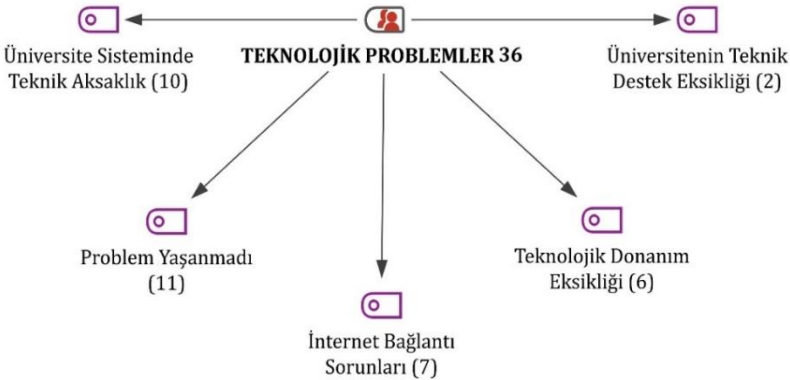 TEKNOLOJİK PROBLEMLER 36
Üniversite Sisteminde
Teknik Aksaklık (10)
Üniversitenin Teknik
Destek Eksikliği (2)
Problem Yaşanmadı
(11)
Teknolojik Donanım
Eksikliği (6)
İnternet Bağlantı
Sorunları (7)